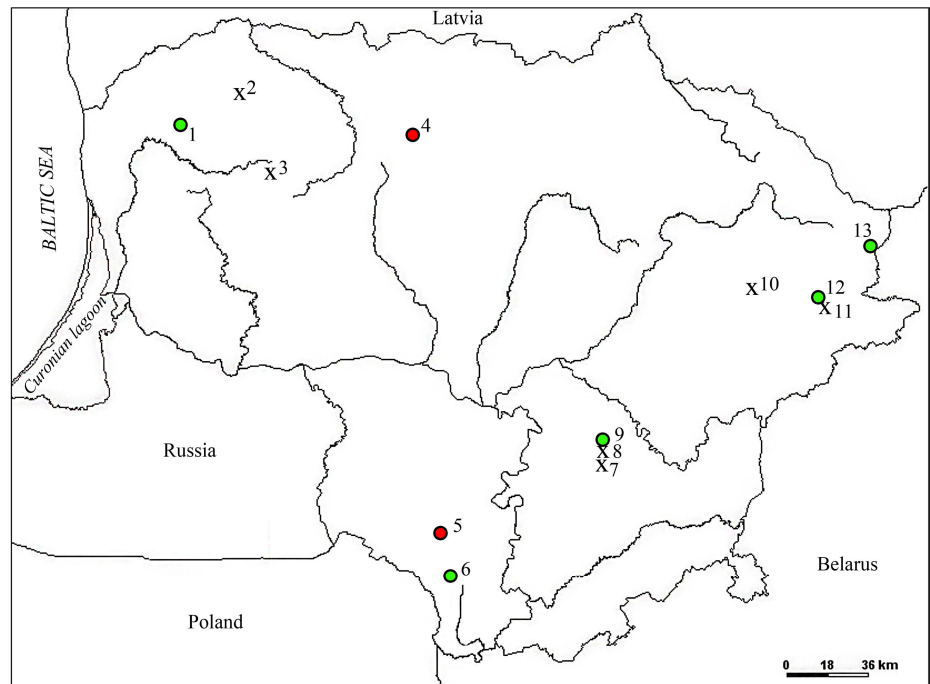 Latvia
x2
1
4
x3
BALTIC SEA
13
x10
12
x11
Curonian lagoon
9
x8
x7
Russia
5
6
Belarus
Poland
0 18 36 km